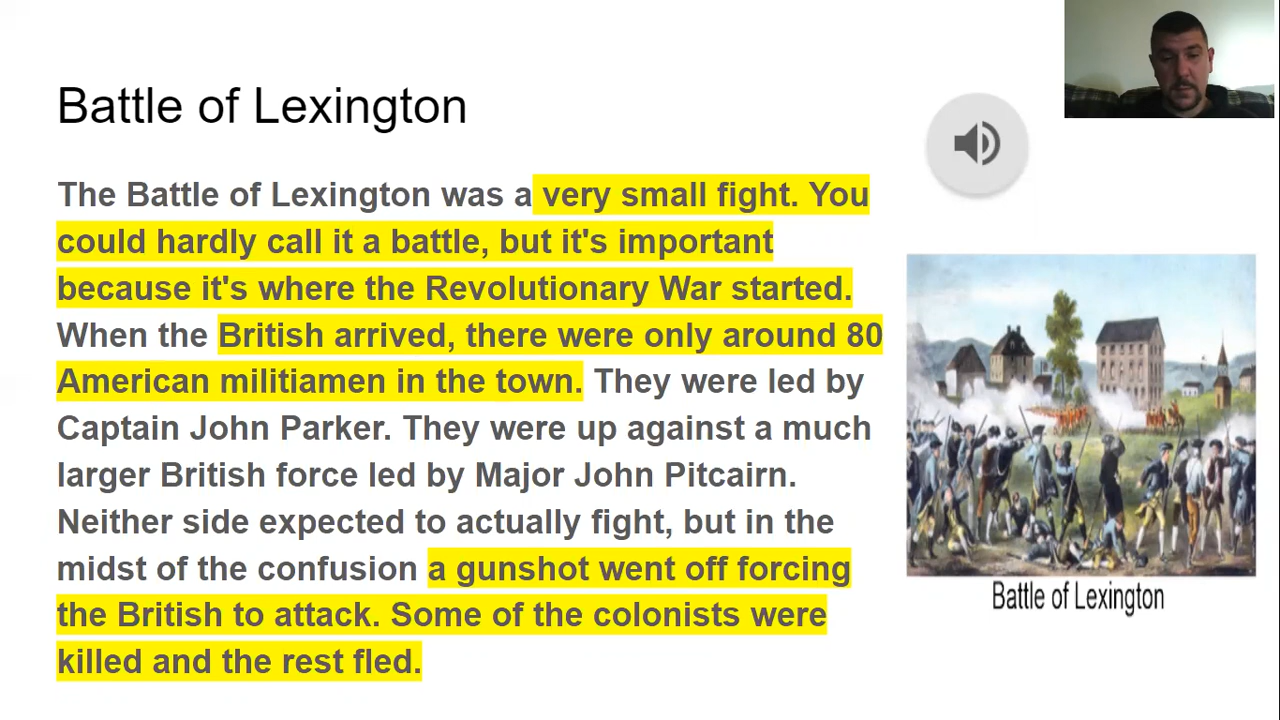 Battle of Lexington
The Battle of Lexington was a very small fight. You
could hardly call it a battle, but it's important
because it's where the Revolutionary War started.
When the British arrived, there were only around 80
American militiamen in the town. They were led by
Captain John Parker. They were up against a much
larger British force led by Major John Pitcairn.
Neither side expected to actually fight, but in the
midst of the confusion a gunshot went off forcing
the British to attack. Some of the colonists were
killed and the rest fled.
Battle of Lexington